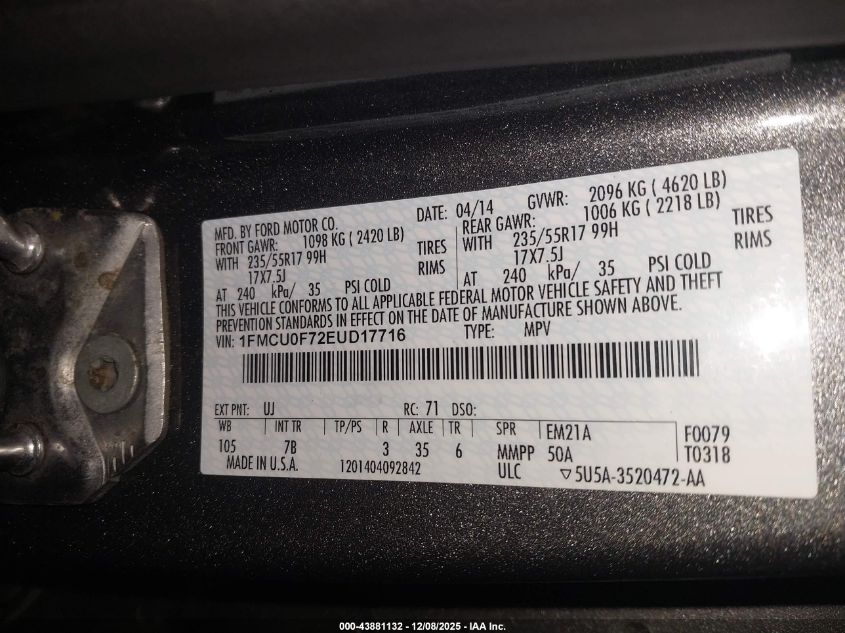 MFD. BY FORD MOTOR CO.
DATE: 04/14 GVWR: 2096 KG ( 4620 LB)
FRONT GAWR: 1098 KG ( 2420 LB) REAR GAWR: 1006 KG ( 2218 LB)
WITH 235/55R17 99H TIRES WITH 235/55R17 99H TIRES
17X7.5J RIMS 17X7.5J RIMS
AT 240 kPa/ 35 PSI COLD AT 240 kPa/ 35 PSI COLD
THIS VEHICLE CONFORMS TO ALL APPLICABLE FEDERAL MOTOR VEHICLE SAFETY AND THEFT
PREVENTION STANDARDS IN EFFECT ON THE DATE OF MANUFACTURE SHOWN ABOVE.
VIN: 1FMCU0F72EUD17716 TYPE: MPV
EXT PNT: UJ RC: 71 DSO:
WB INT TR TP/PS R AXLE TR SPR EM21A F0079
105 7B 3 35 6 MMPP 50A T0318
MADE IN U.S.A. 1201404092842 ULC ▽5U5A-3520472-AA
000-43881132 - 12/08/2025 - IAA Inc.